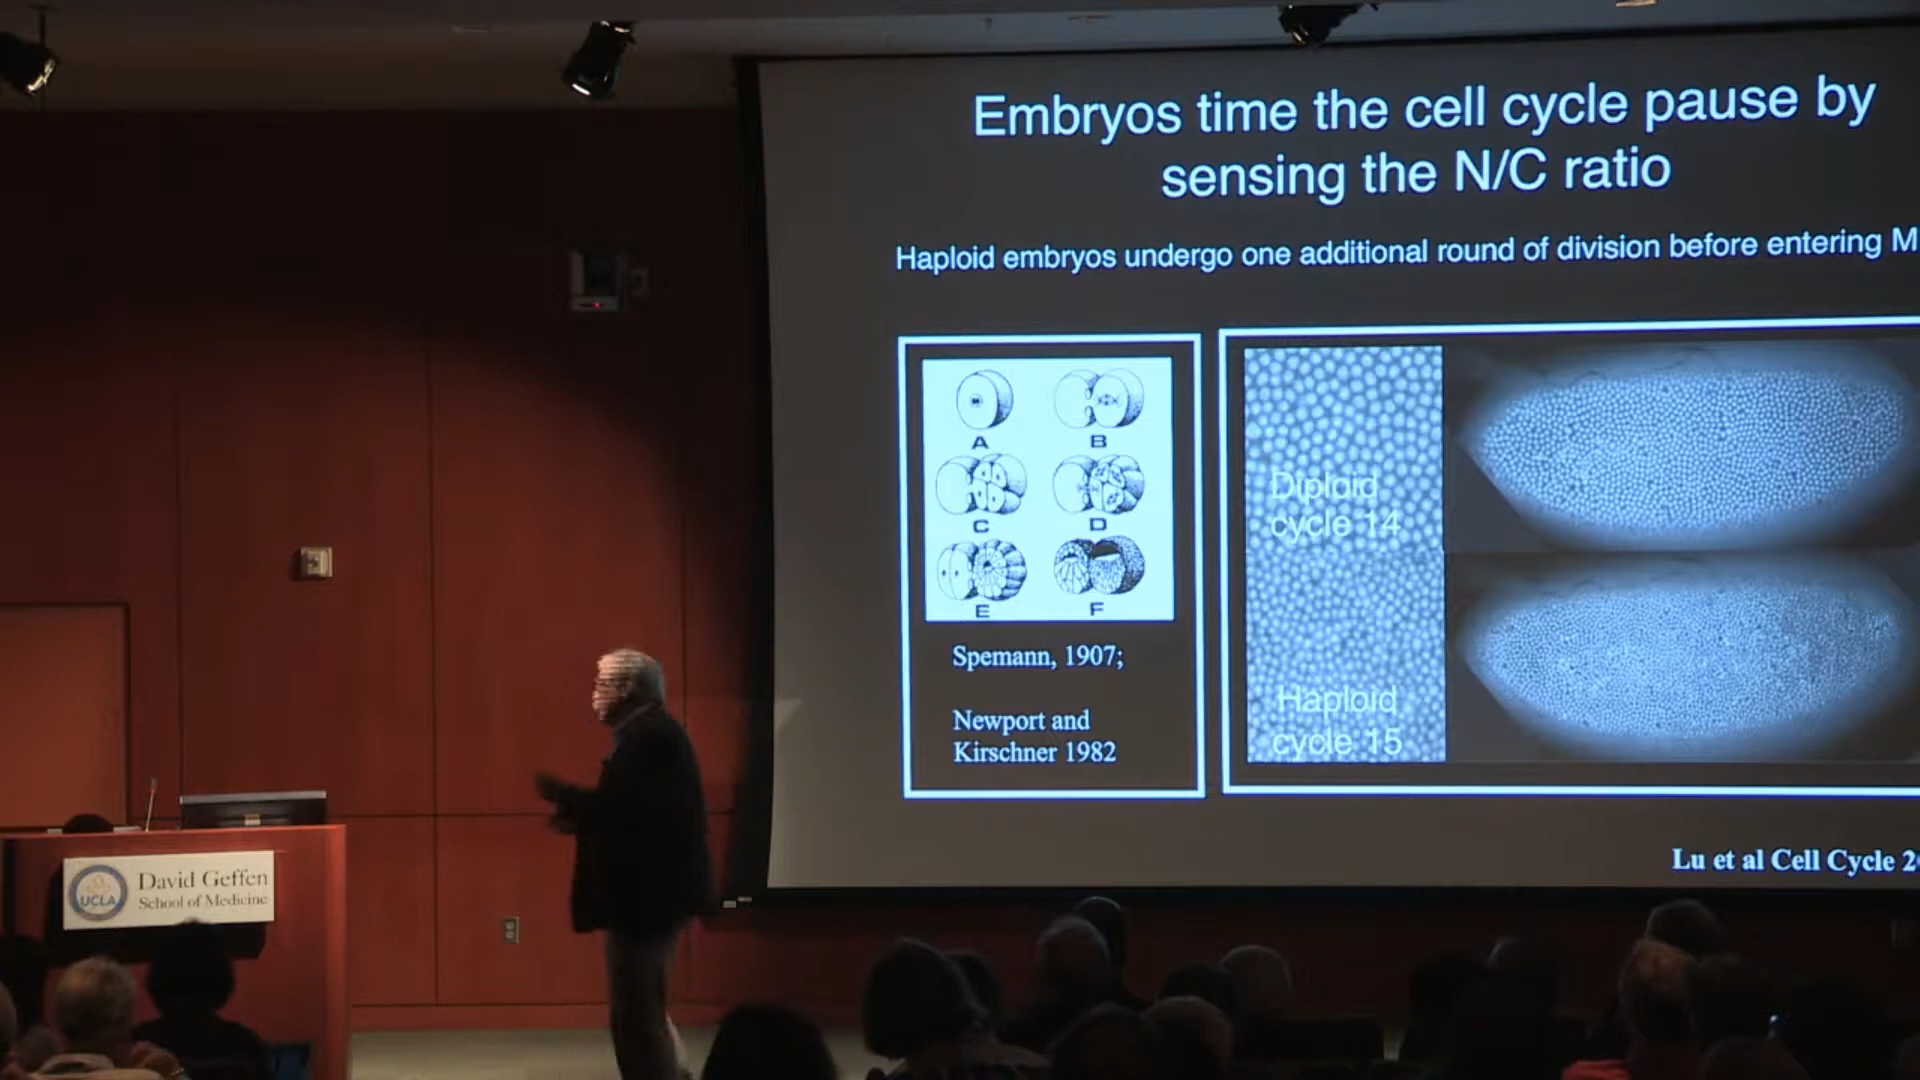 Embryos time the cell cycle pause by
sensing the N/C ratio
Haploid embryos undergo one additional round of division before entering M
A
B
C
D
E
F
Spemann, 1907;
Newport and
Kirschner 1982
Diploid
cycle 14
Haploid
cycle 15
Lu et al Cell Cycle 2
UCLA
David Geffen
School of Medicine